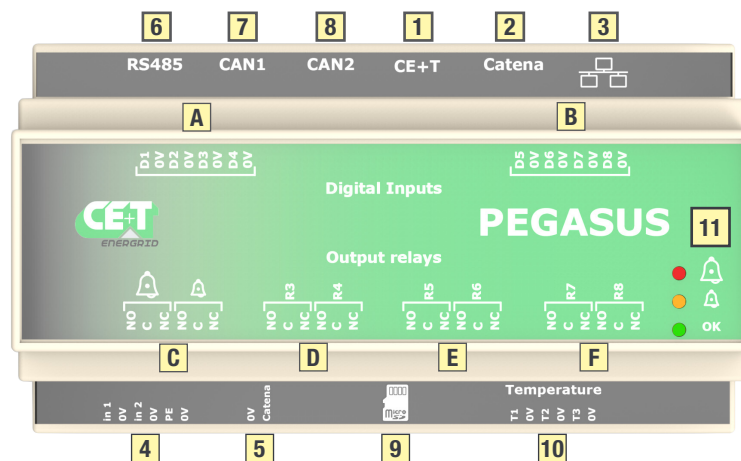 6 7 8 1 2 3
RS485 CAN1 CAN2 CE+T Catena
A B
D1 0V D2 0V D3 0V D4 0V D5 0V D6 0V D7 0V D8 0V
Digital Inputs
CE+T
ENERGRID
PEGASUS
11
Output relays
R3 R4 R5 R6 R7 R8
NO C NC NO C NC NO C NC NO C NC NO C NC NO C NC NO C NC NO C NC
OK
C D E F
in 1 0V in 2 0V PE 0V 0V Catena
Micro SD
Temperature
T1 0V T2 0V T3 0V
4 5 9 10